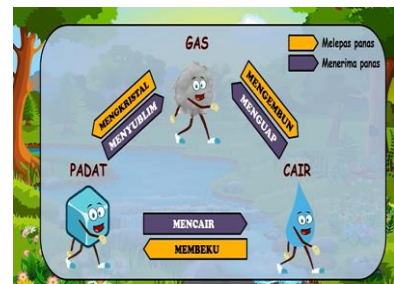 GAS
Melepas panas
Menerima panas
MENGKRISTAL
MENYUBLIM
MENGEMBUN
MENGUAP
PADAT
CAIR
MENCAIR
MEMBEKU